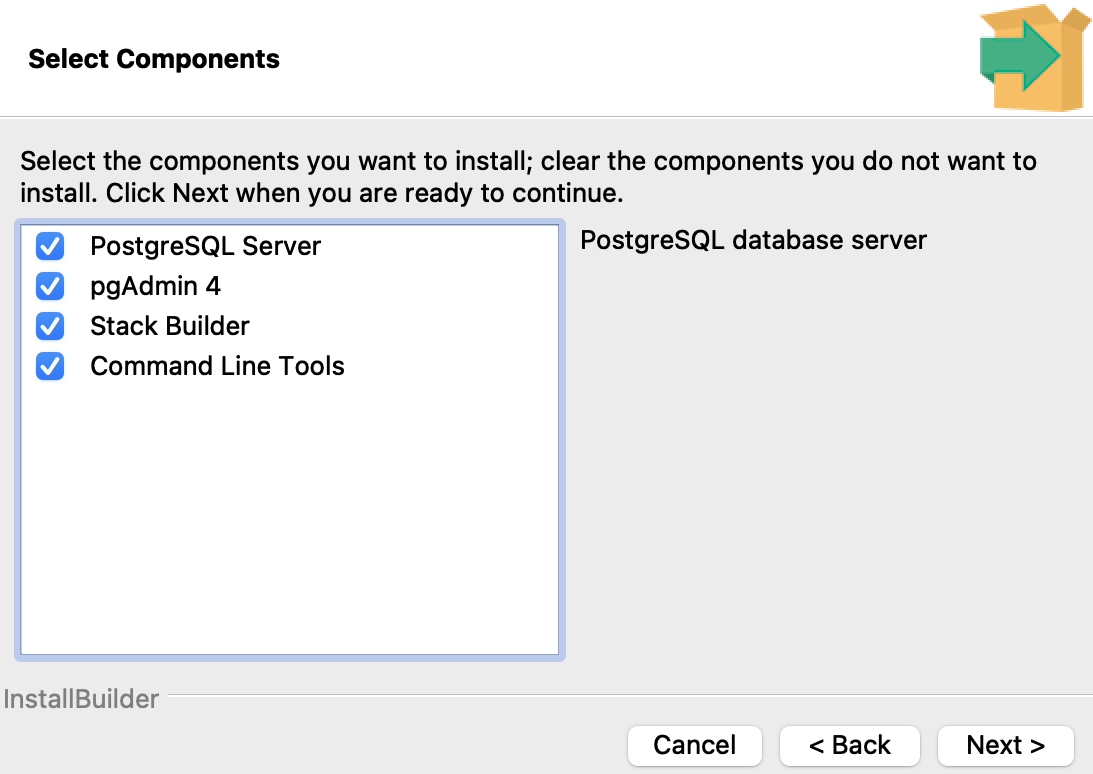 Select Components
Select the components you want to install; clear the components you do not want to
install. Click Next when you are ready to continue.
PostgreSQL Server
PostgreSQL database server
pgAdmin 4
Stack Builder
Command Line Tools
InstallBuilder
Cancel
< Back
Next >